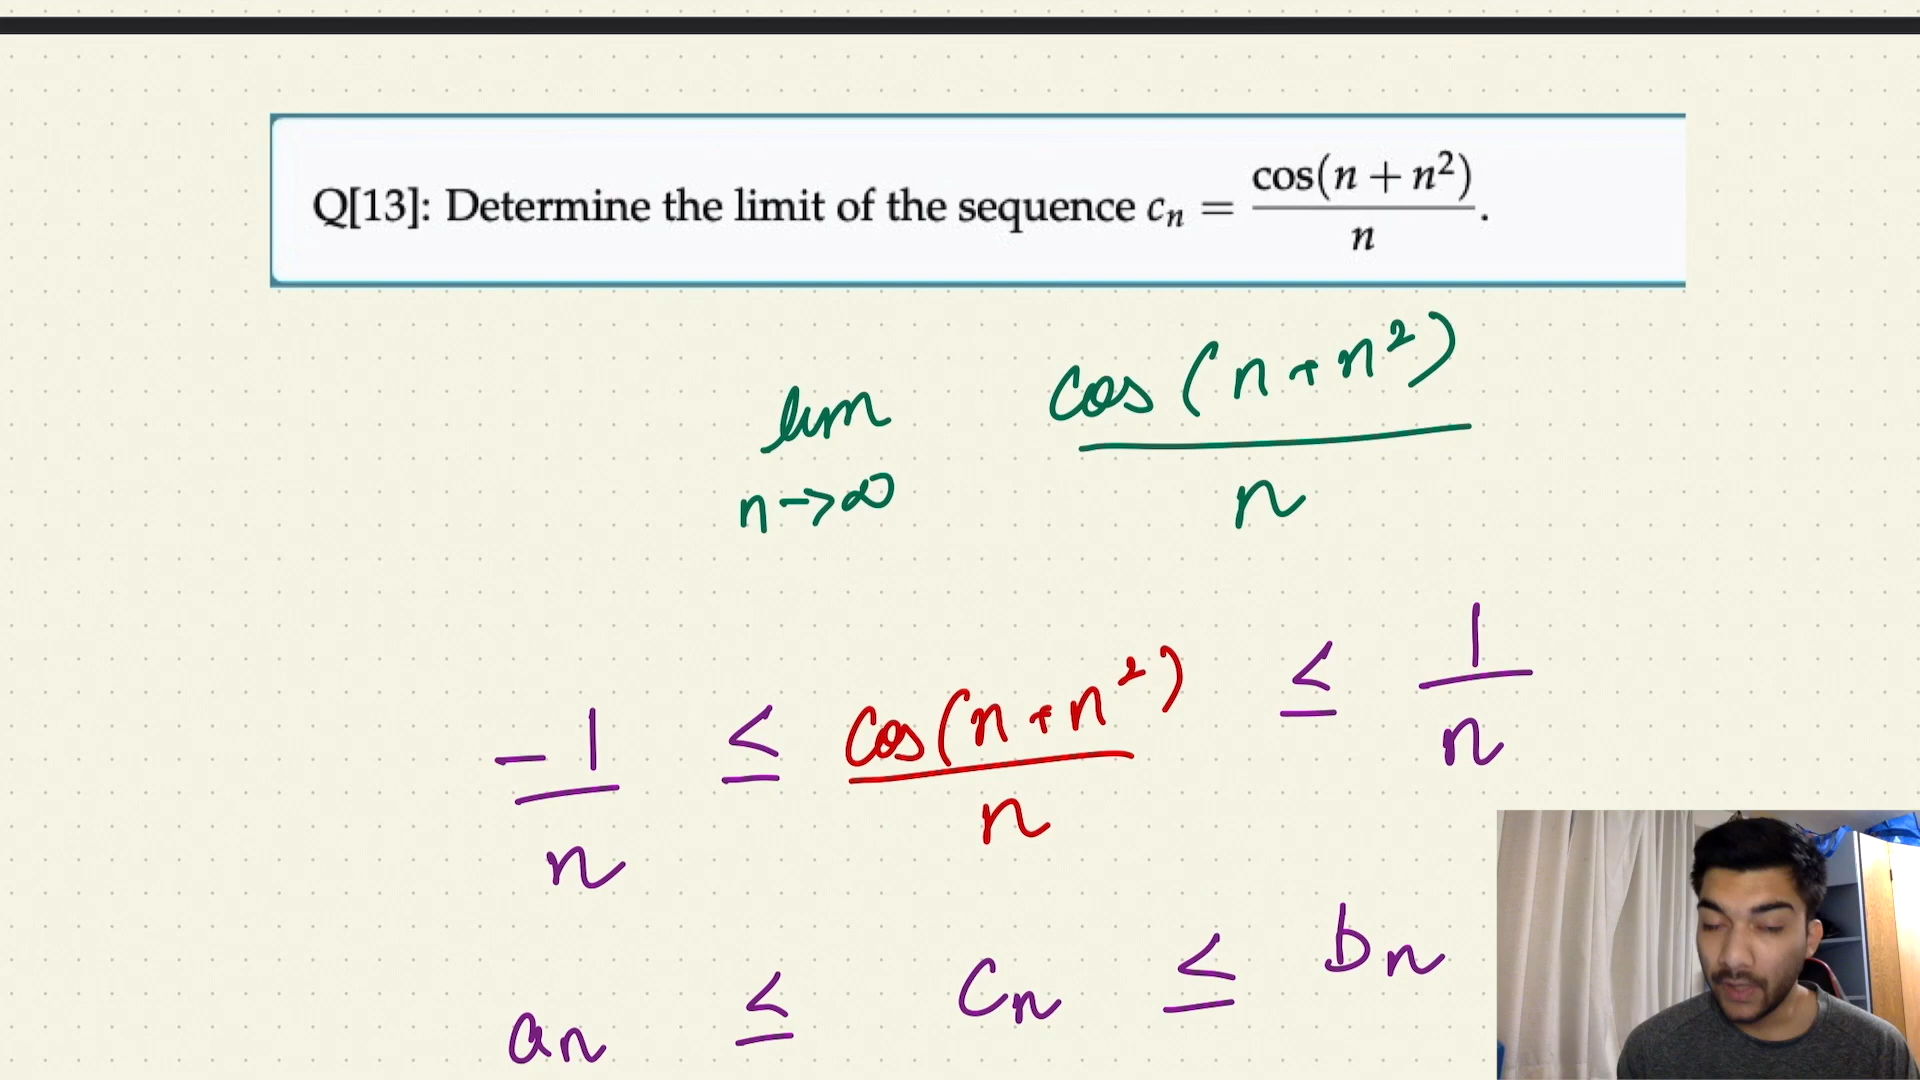 Q[13]: Determine the limit of the sequence cₙ = cos(n + n²) / n .
lim n→∞ cos(n + n²) / n
-1/n ≤ cos(n + n²)/n ≤ 1/n
aₙ ≤ cₙ ≤ bₙ